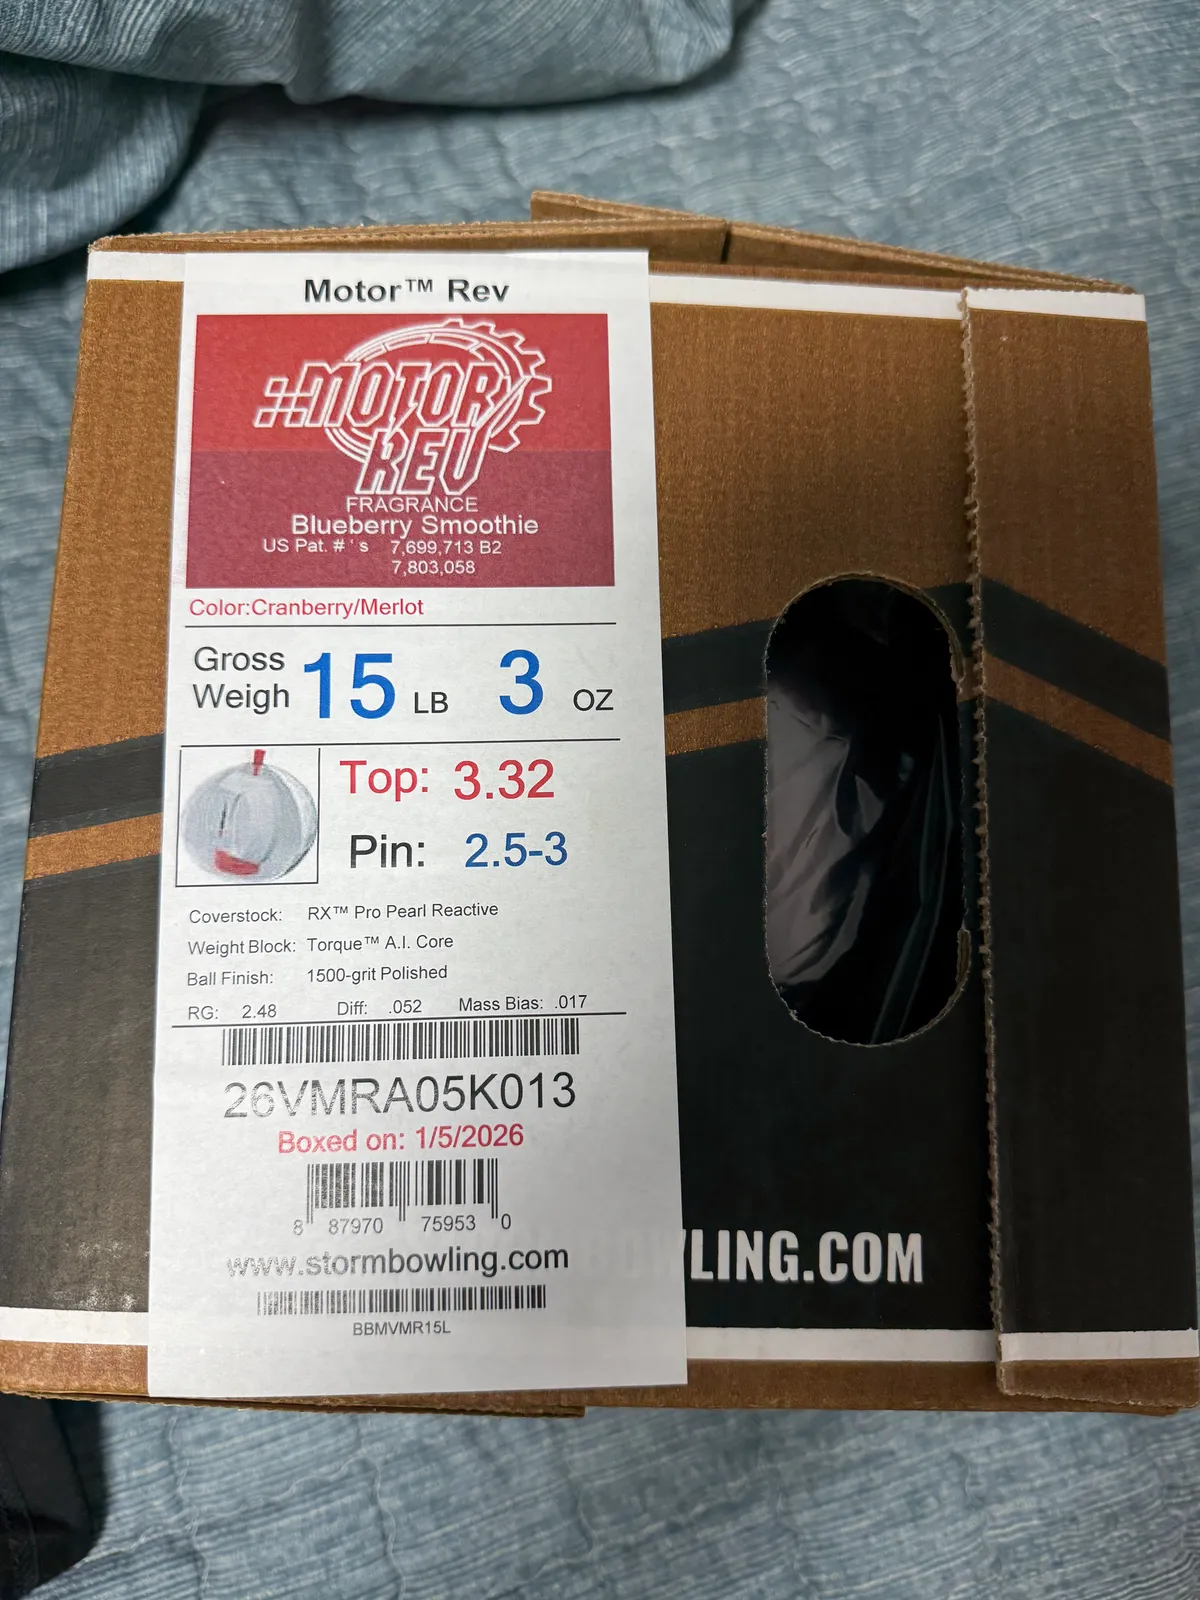 Motor™ Rev
MOTOR
REV
FRAGRANCE
Blueberry Smoothie
US Pat. # ' s 7,699,713 B2
7,803,058
Color:Cranberry/Merlot
Gross
Weigh 15 LB 3 OZ
Top: 3.32
Pin: 2.5-3
Coverstock: RX™ Pro Pearl Reactive
Weight Block: Torque™ A.I. Core
Ball Finish: 1500-grit Polished
RG: 2.48 Diff: .052 Mass Bias: .017
26VMRA05K013
Boxed on: 1/5/2026
8 87970 75953 0
www.stormbowling.com
BBMVMR15L
WLING.COM